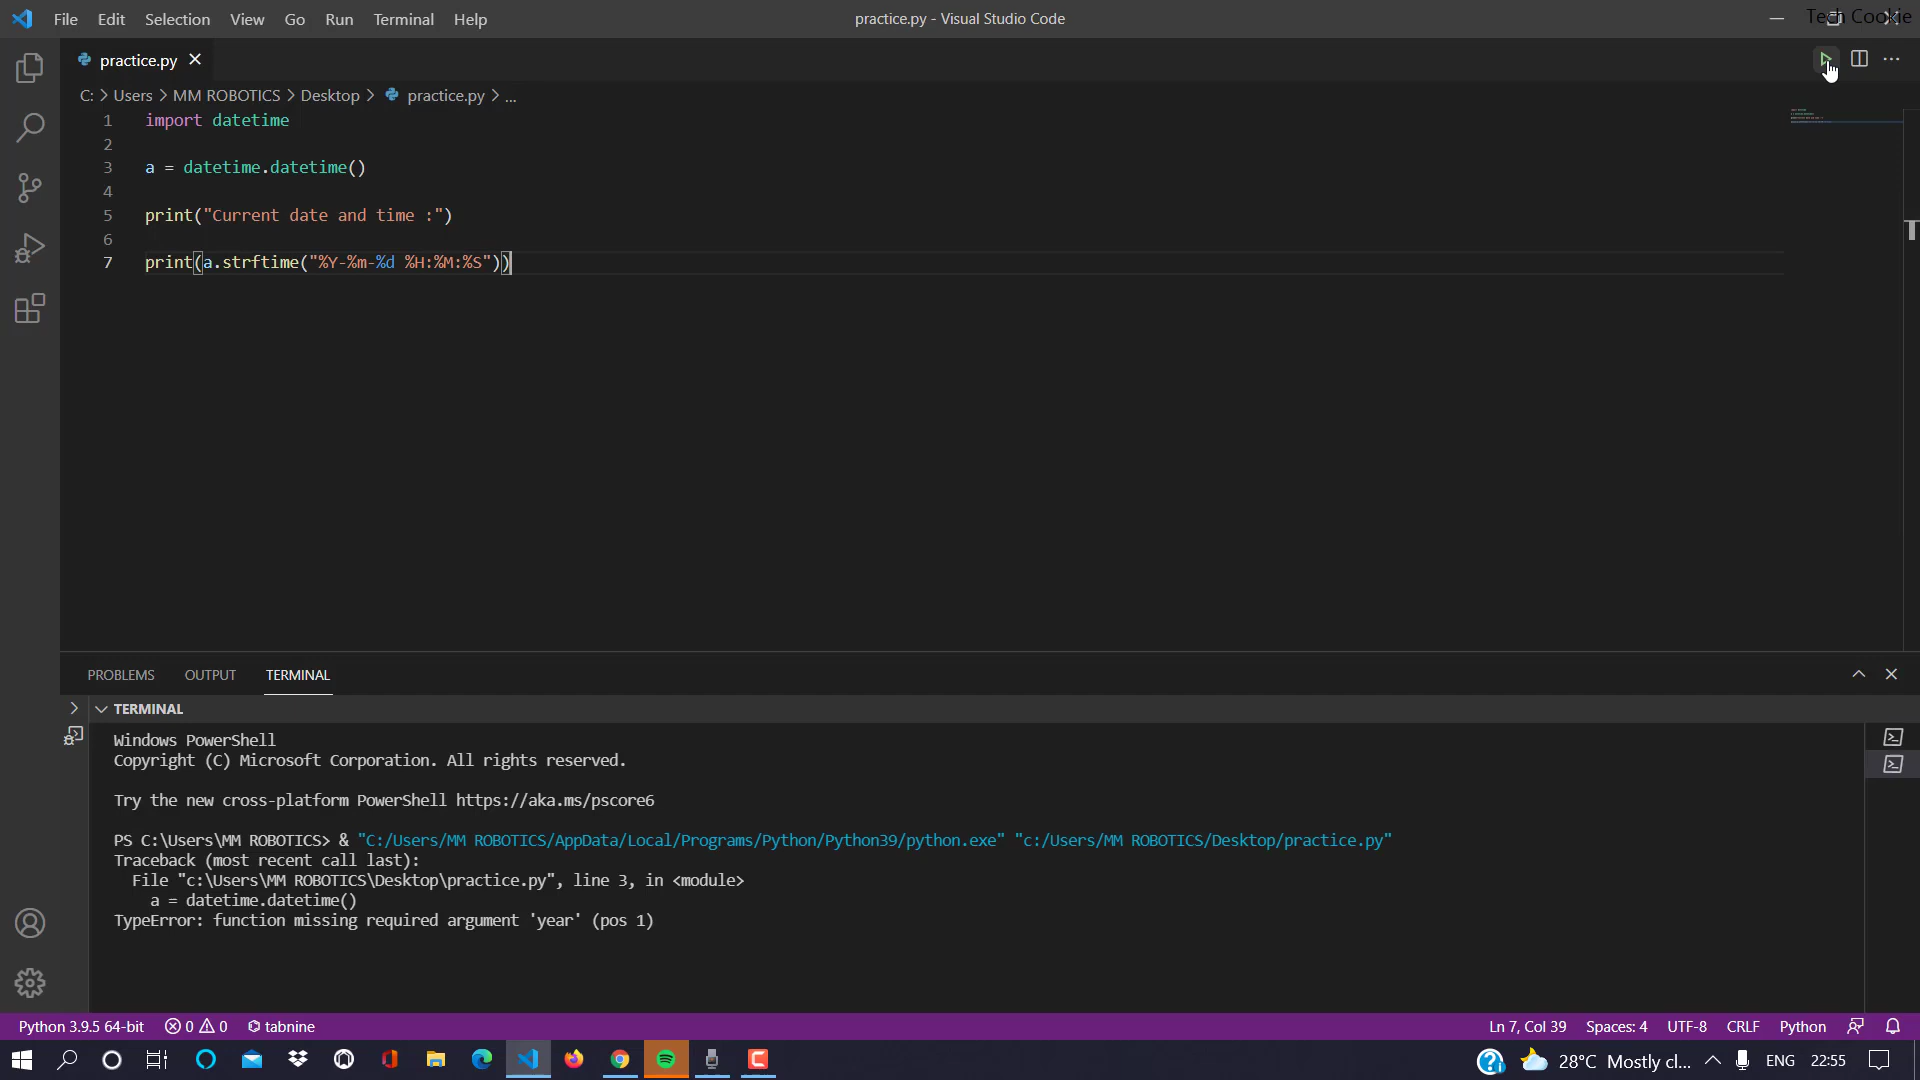 File Edit Selection View Go Run Terminal Help
practice.py - Visual Studio Code
Tech Cookie
practice.py
C: > Users > MM ROBOTICS > Desktop > practice.py > ...
1 import datetime
2
3 a = datetime.datetime()
4
5 print("Current date and time :")
6
7 print(a.strftime("%Y-%m-%d %H:%M:%S"))
PROBLEMS OUTPUT TERMINAL
TERMINAL
Windows PowerShell
Copyright (C) Microsoft Corporation. All rights reserved.
Try the new cross-platform PowerShell https://aka.ms/pscore6
PS C:\Users\MM ROBOTICS> & "C:/Users/MM ROBOTICS/AppData/Local/Programs/Python/Python39/python.exe" "c:/Users/MM ROBOTICS/Desktop/practice.py"
Traceback (most recent call last):
File "c:\Users\MM ROBOTICS\Desktop\practice.py", line 3, in <module>
a = datetime.datetime()
TypeError: function missing required argument 'year' (pos 1)
Python 3.9.5 64-bit 0 0 tabnine Ln 7, Col 39 Spaces: 4 UTF-8 CRLF Python
28°C Mostly cl... ENG 22:55